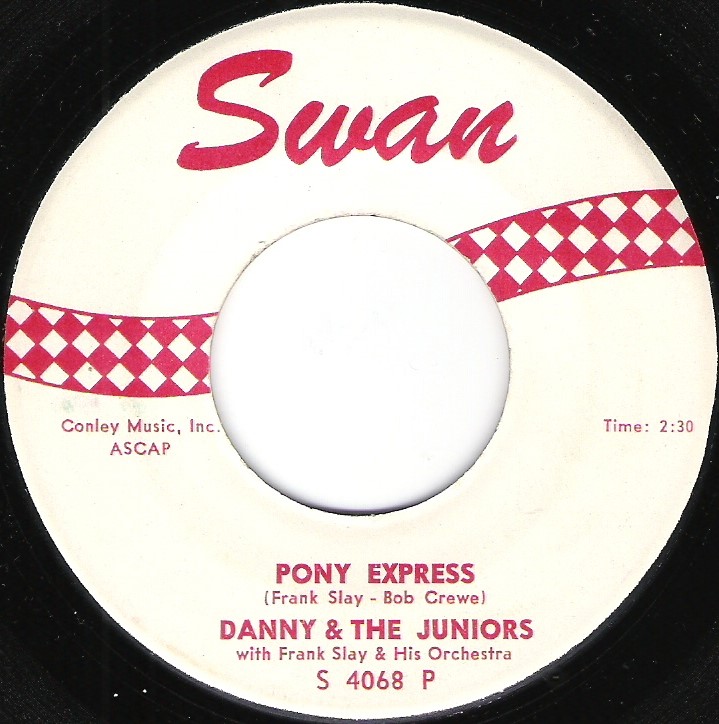 Swan
Conley Music, Inc.
ASCAP
Time: 2:30
PONY EXPRESS
(Frank Slay - Bob Crewe)
DANNY & THE JUNIORS
with Frank Slay & His Orchestra
S 4068 P